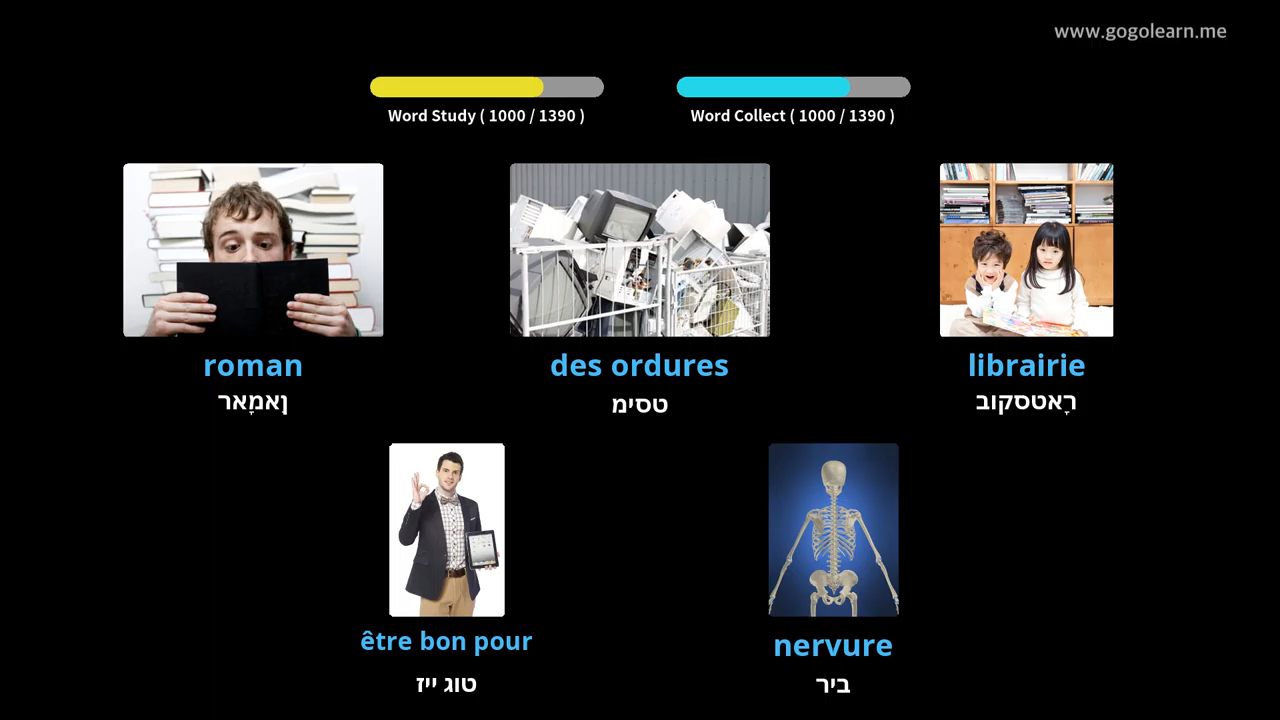 www.gogolearn.me
Word Study ( 1000 / 1390 )
Word Collect ( 1000 / 1390 )
roman
ןַאמָאר
des ordures
טסימ
librairie
רָאטסקוב
être bon pour
טוג ייז
nervure
ביר